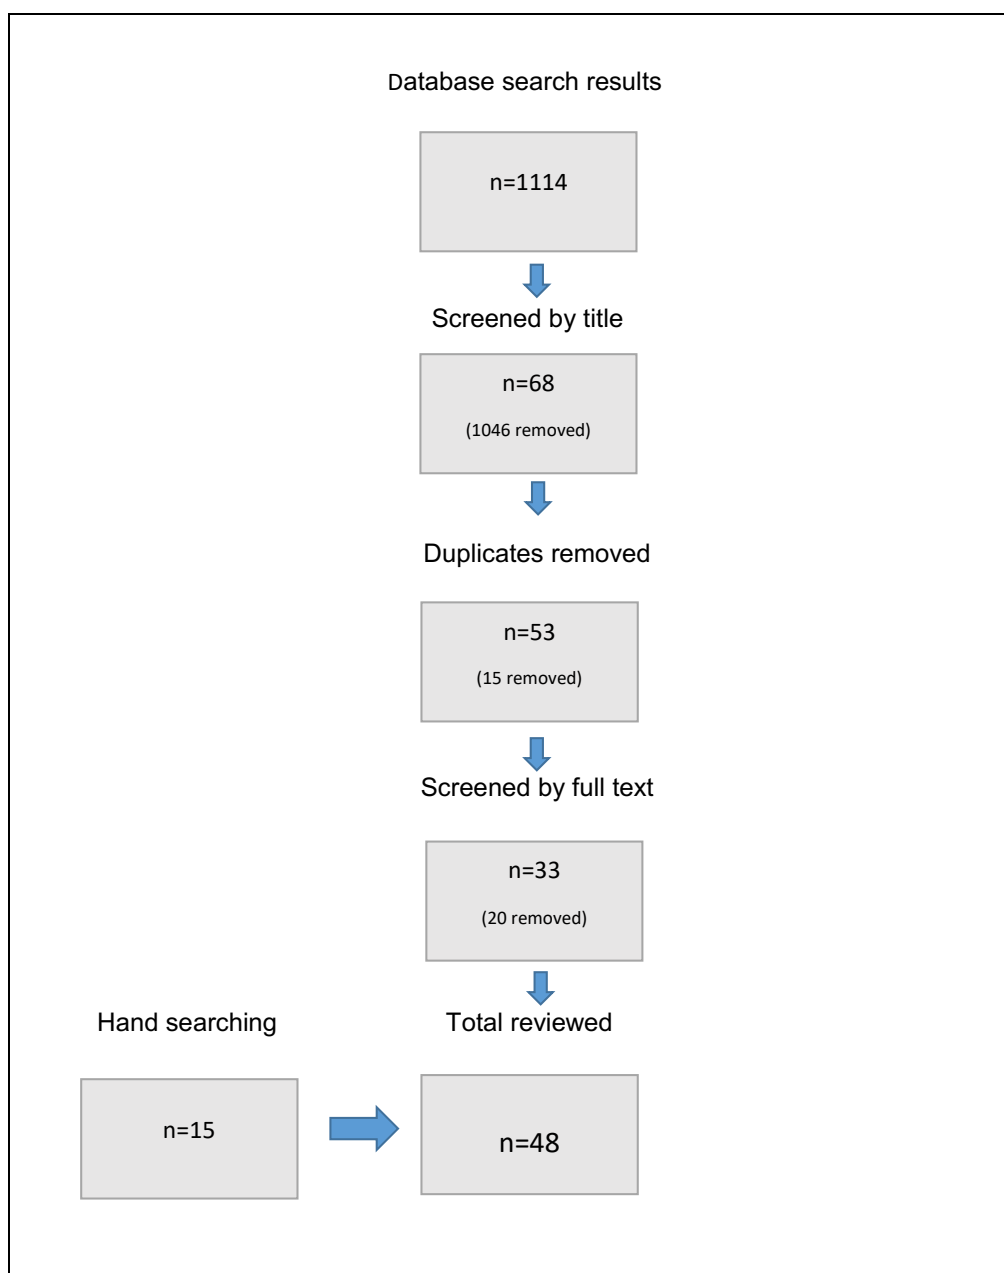 Database search results
n=1114
Screened by title
n=68
(1046 removed)
Duplicates removed
n=53
(15 removed)
Screened by full text
n=33
(20 removed)
Hand searching
Total reviewed
n=15
n=48